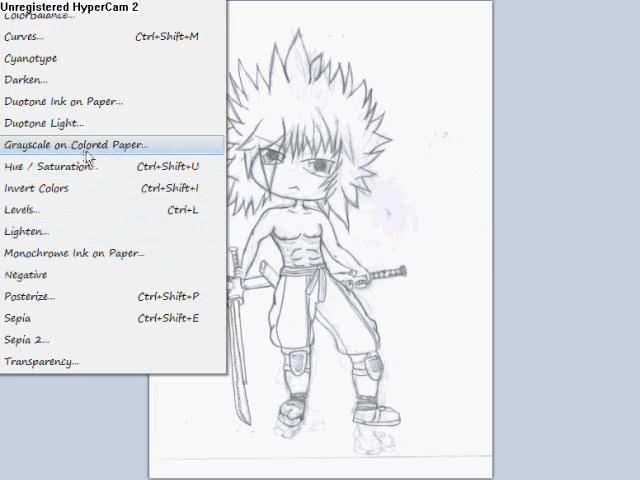 Unregistered HyperCam 2
Color Balance...
Curves... Ctrl+Shift+M
Cyanotype
Darken...
Duotone Ink on Paper...
Duotone Light...
Grayscale on Colored Paper...
Hue / Saturation... Ctrl+Shift+U
Invert Colors Ctrl+Shift+I
Levels... Ctrl+L
Lighten...
Monochrome Ink on Paper...
Negative
Posterize... Ctrl+Shift+P
Sepia Ctrl+Shift+E
Sepia 2...
Transparency...